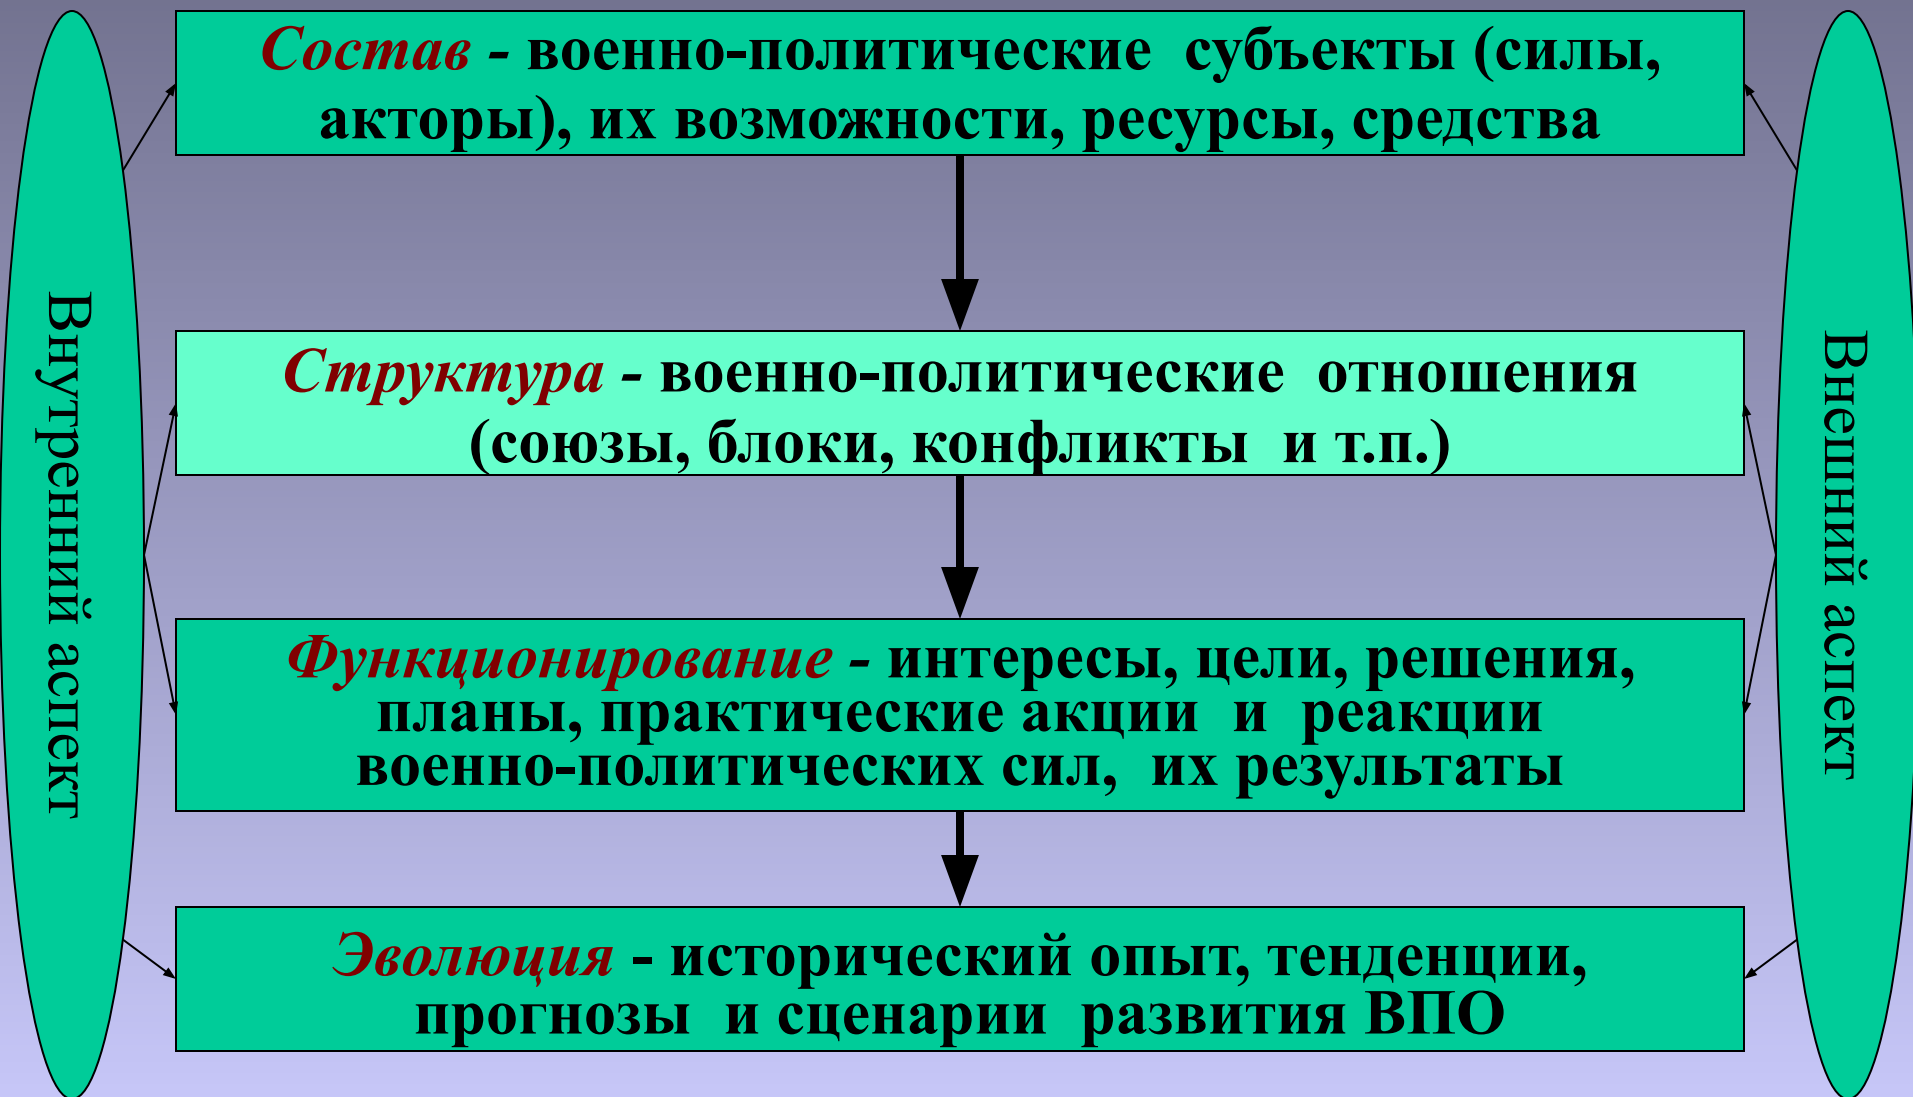 Состав - военно-политические субъекты (силы,
акторы), их возможности, ресурсы, средства
Внутренний аспект
Внешний аспект
Структура - военно-политические отношения
(союзы, блоки, конфликты и т.п.)
Функционирование - интересы, цели, решения,
планы, практические акции и реакции
военно-политических сил, их результаты
Эволюция - исторический опыт, тенденции,
прогнозы и сценарии развития ВПО